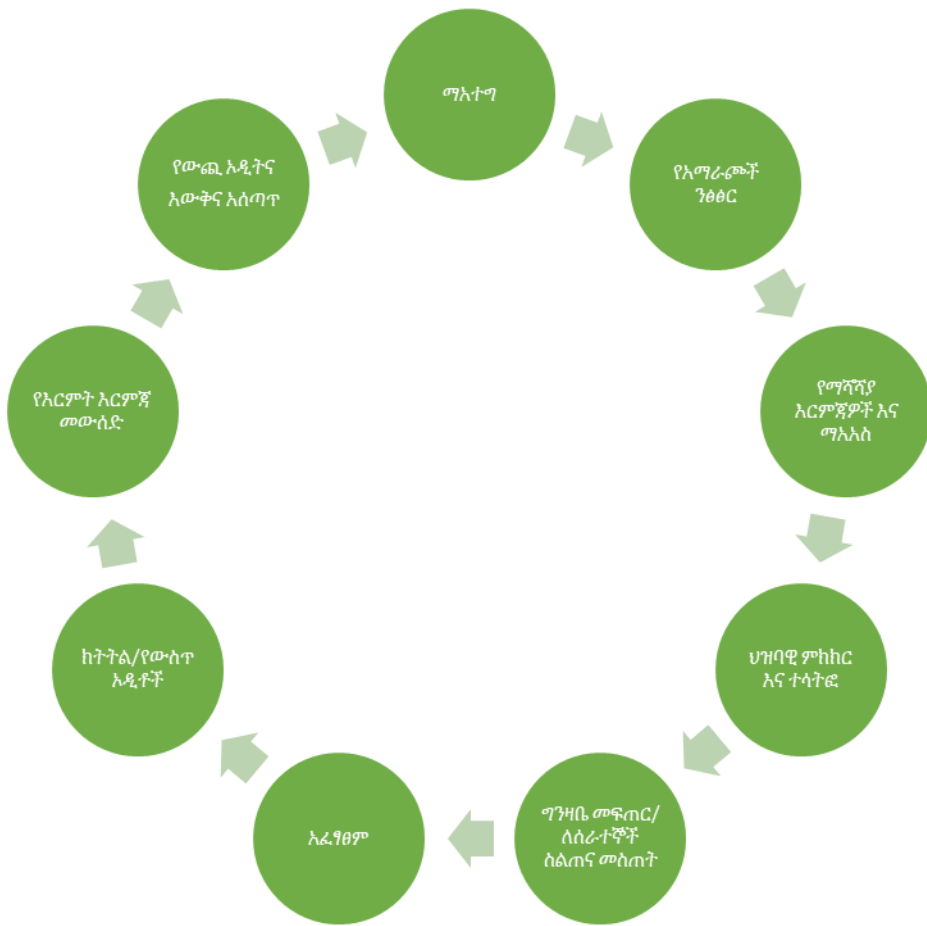 ማአተግ
የአማራጮች
ንፅፅር
የማሻሻያ
እርምጃዎች እና
ማአአስ
ህዝባዊ ምከከር
እና ተሳትፎ
ግንዛቤ መፍጠር/
ለሰራተኞች
ስልጠና መስጠት
አፈፃፀም
ክትትል/የውስጥ
ኦዲቶች
የእርምት እርምጃ
መውሰድ
የውጪ ኦዲትና
እውቅና አሰጣጥ